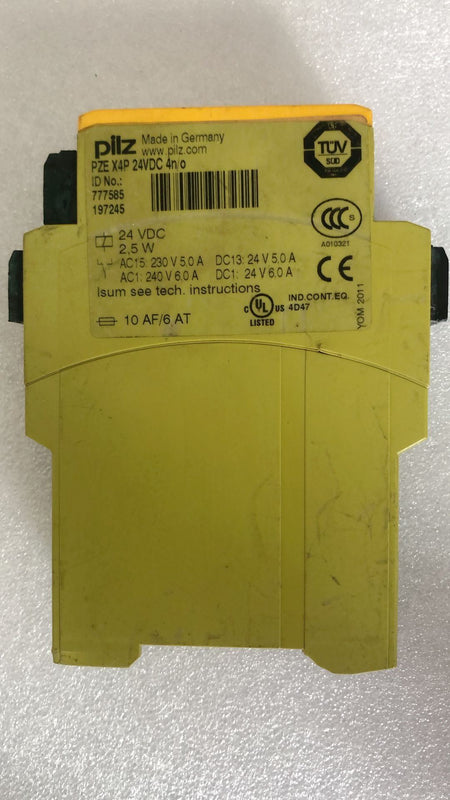 pilz Made in Germany
www.pilz.com
PZE X4P 24VDC 4n/o
ID No.:
777585
197245
TÜV
SÜD
CCC S
A010321
24 VDC
2,5 W
AC15: 230 V 5.0 A DC13: 24 V 5.0 A
AC1: 240 V 6.0 A DC1: 24 V 6.0 A
Isum see tech. instructions
CE
10 AF/6 AT
C UL US
LISTED
IND.CONT.EQ.
4D47
YOM 2011